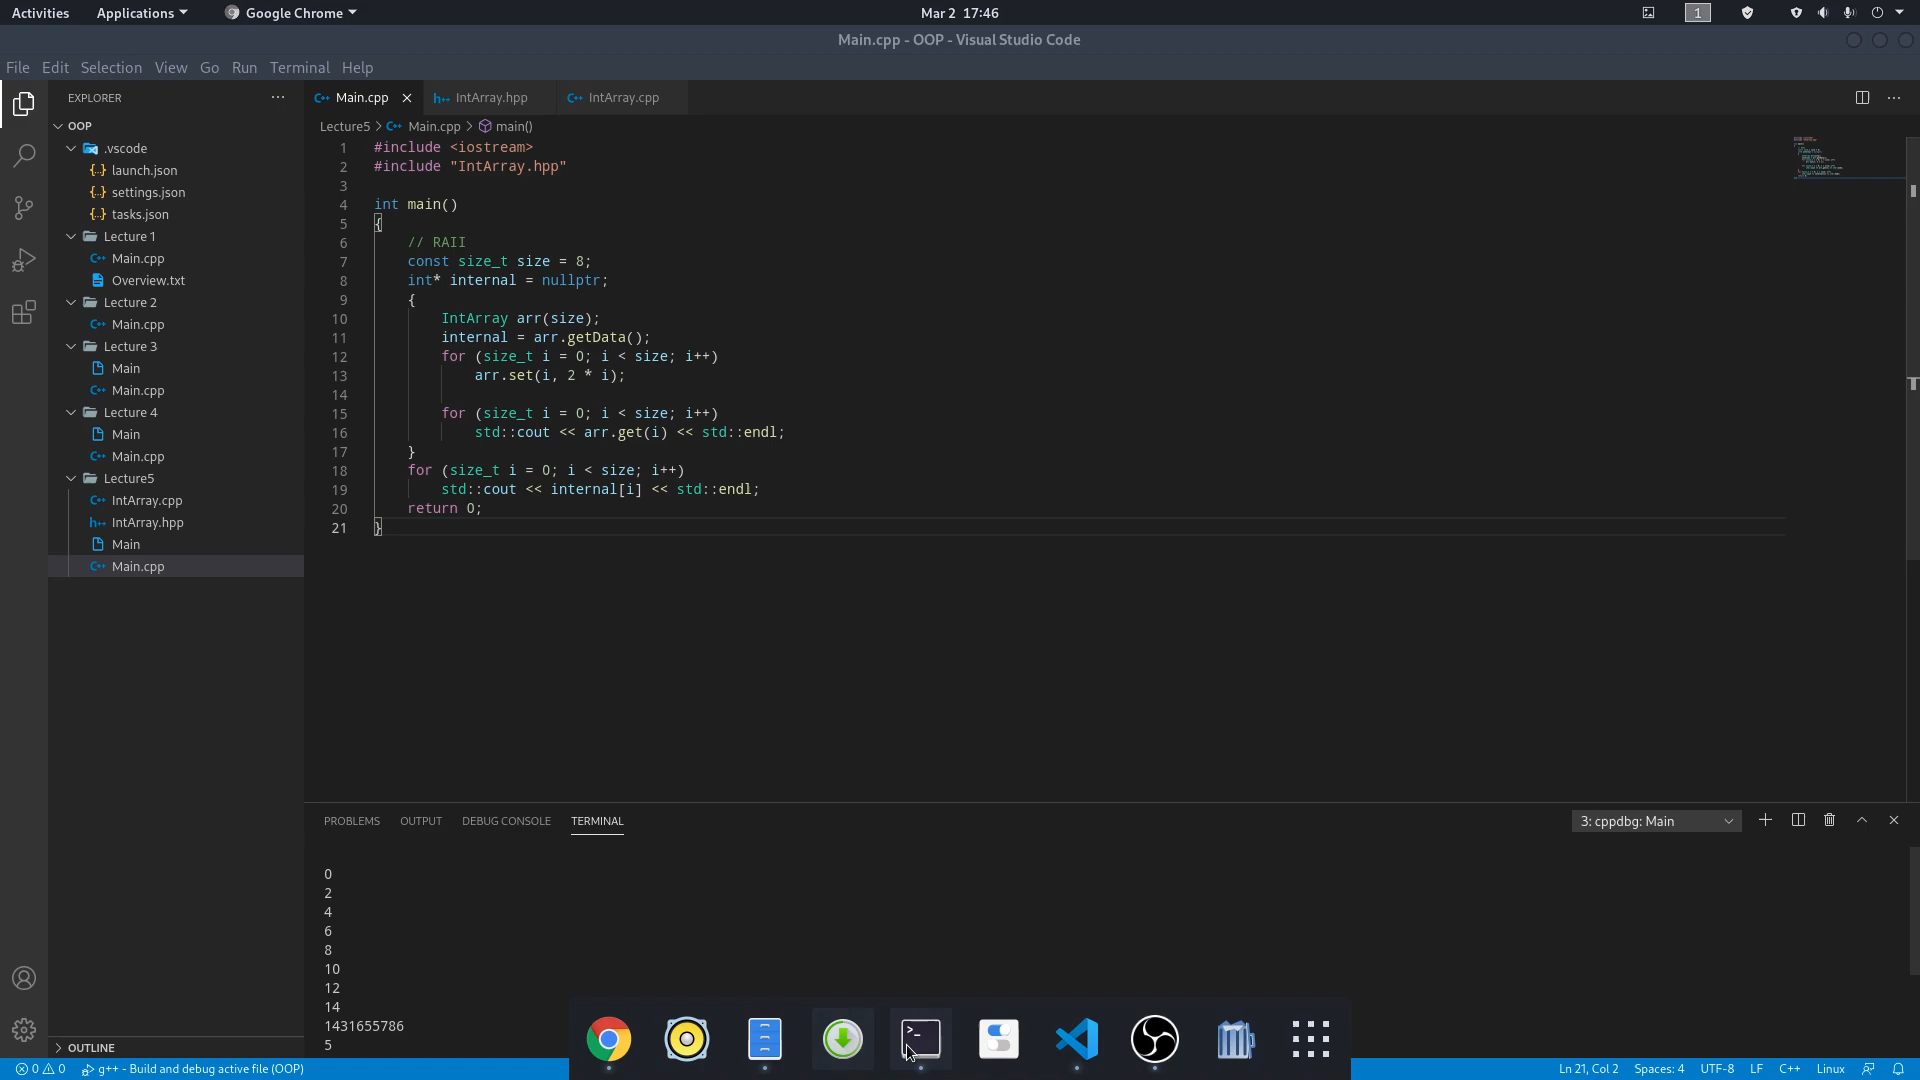 Activities Applications Google Chrome Mar 2 17:46 1
Main.cpp - OOP - Visual Studio Code
File Edit Selection View Go Run Terminal Help
EXPLORER
OOP
.vscode
launch.json
settings.json
tasks.json
Lecture 1
Main.cpp
Overview.txt
Lecture 2
Main.cpp
Lecture 3
Main
Main.cpp
Lecture 4
Main
Main.cpp
Lecture5
IntArray.cpp
IntArray.hpp
Main
Main.cpp
OUTLINE
Main.cpp IntArray.hpp IntArray.cpp
Lecture5 > Main.cpp > main()
1 #include <iostream>
2 #include "IntArray.hpp"
3
4 int main()
5 {
6 // RAII
7 const size_t size = 8;
8 int* internal = nullptr;
9 {
10 IntArray arr(size);
11 internal = arr.getData();
12 for (size_t i = 0; i < size; i++)
13 arr.set(i, 2 * i);
14
15 for (size_t i = 0; i < size; i++)
16 std::cout << arr.get(i) << std::endl;
17 }
18 for (size_t i = 0; i < size; i++)
19 std::cout << internal[i] << std::endl;
20 return 0;
21 }
PROBLEMS OUTPUT DEBUG CONSOLE TERMINAL 3: cppdbg: Main
0
2
4
6
8
10
12
14
1431655786
5
0 0 g++ - Build and debug active file (OOP) Ln 21, Col 2 Spaces: 4 UTF-8 LF C++ Linux